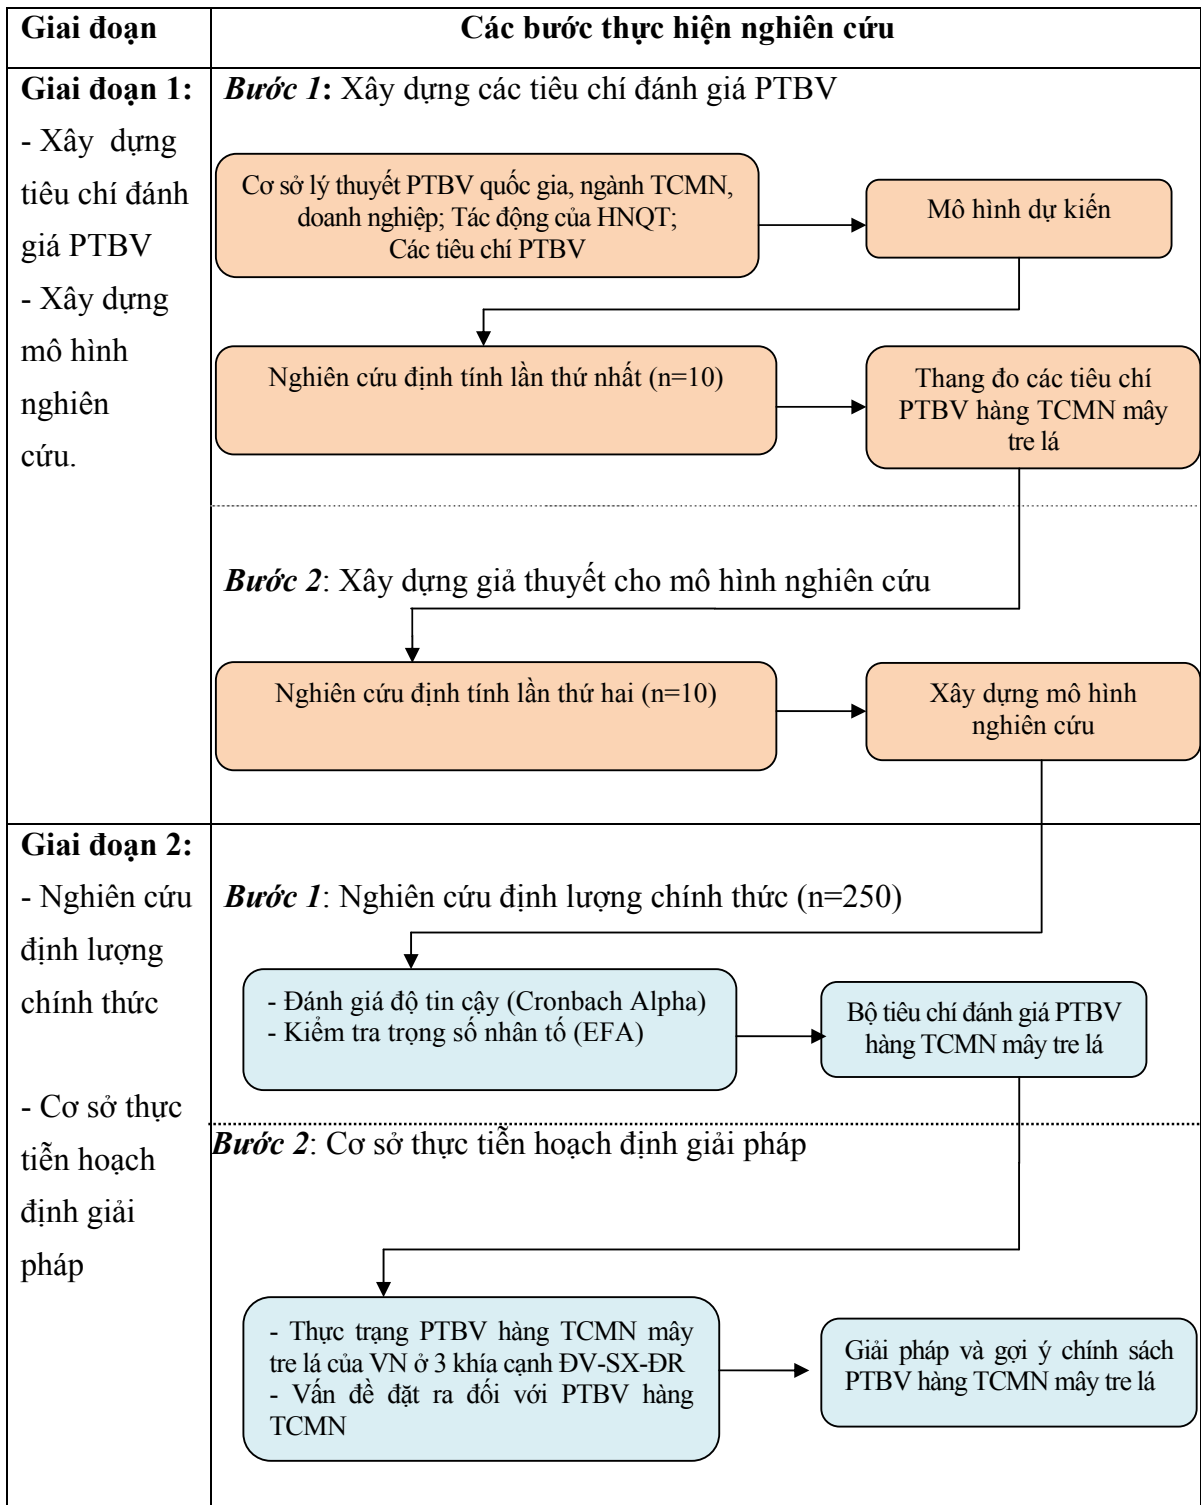 Giai đoạn
Các bước thực hiện nghiên cứu
Giai đoạn 1:
- Xây dựng
tiêu chí đánh
giá PTBV
- Xây dựng
mô hình
nghiên
cứu.
Bước 1: Xây dựng các tiêu chí đánh giá PTBV
Cơ sở lý thuyết PTBV quốc gia, ngành TCMN,
doanh nghiệp; Tác động của HNQT;
Các tiêu chí PTBV
Mô hình dự kiến
Nghiên cứu định tính lần thứ nhất (n=10)
Thang đo các tiêu chí
PTBV hàng TCMN mây
tre lá
Bước 2: Xây dựng giả thuyết cho mô hình nghiên cứu
Nghiên cứu định tính lần thứ hai (n=10)
Xây dựng mô hình
nghiên cứu
Giai đoạn 2:
- Nghiên cứu
định lượng
chính thức
- Cơ sở thực
tiễn hoạch
định giải
pháp
Bước 1: Nghiên cứu định lượng chính thức (n=250)
- Đánh giá độ tin cậy (Cronbach Alpha)
- Kiểm tra trọng số nhân tố (EFA)
Bộ tiêu chí đánh giá PTBV
hàng TCMN mây tre lá
Bước 2: Cơ sở thực tiễn hoạch định giải pháp
- Thực trạng PTBV hàng TCMN mây
tre lá của VN ở 3 khía cạnh ĐV-SX-ĐR
- Vấn đề đặt ra đối với PTBV hàng
TCMN
Giải pháp và gợi ý chính sách
PTBV hàng TCMN mây tre lá